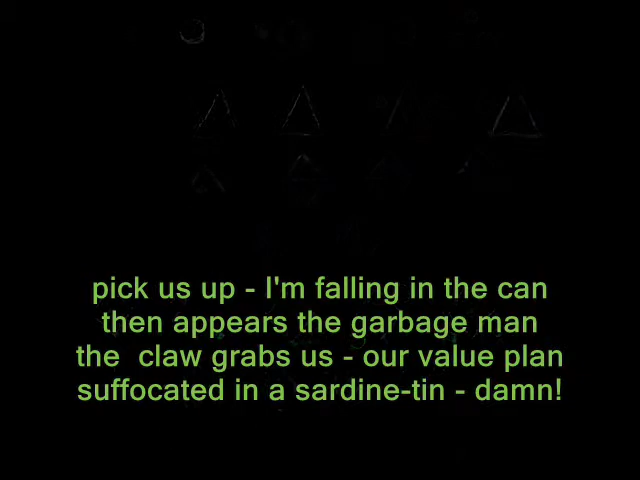 pick us up - I'm falling in the can
then appears the garbage man
the  claw grabs us - our value plan
suffocated in a sardine-tin - damn!